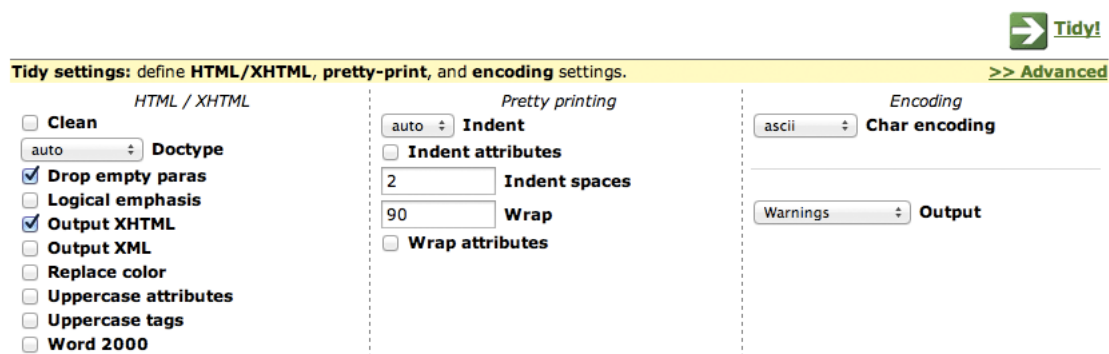 Tidy!
Tidy settings: define HTML/XHTML, pretty-print, and encoding settings.
>> Advanced
HTML / XHTML
Clean
auto Doctype
Drop empty paras
Logical emphasis
Output XHTML
Output XML
Replace color
Uppercase attributes
Uppercase tags
Word 2000
Pretty printing
auto Indent
Indent attributes
2 Indent spaces
90 Wrap
Wrap attributes
Encoding
ascii Char encoding
Warnings Output